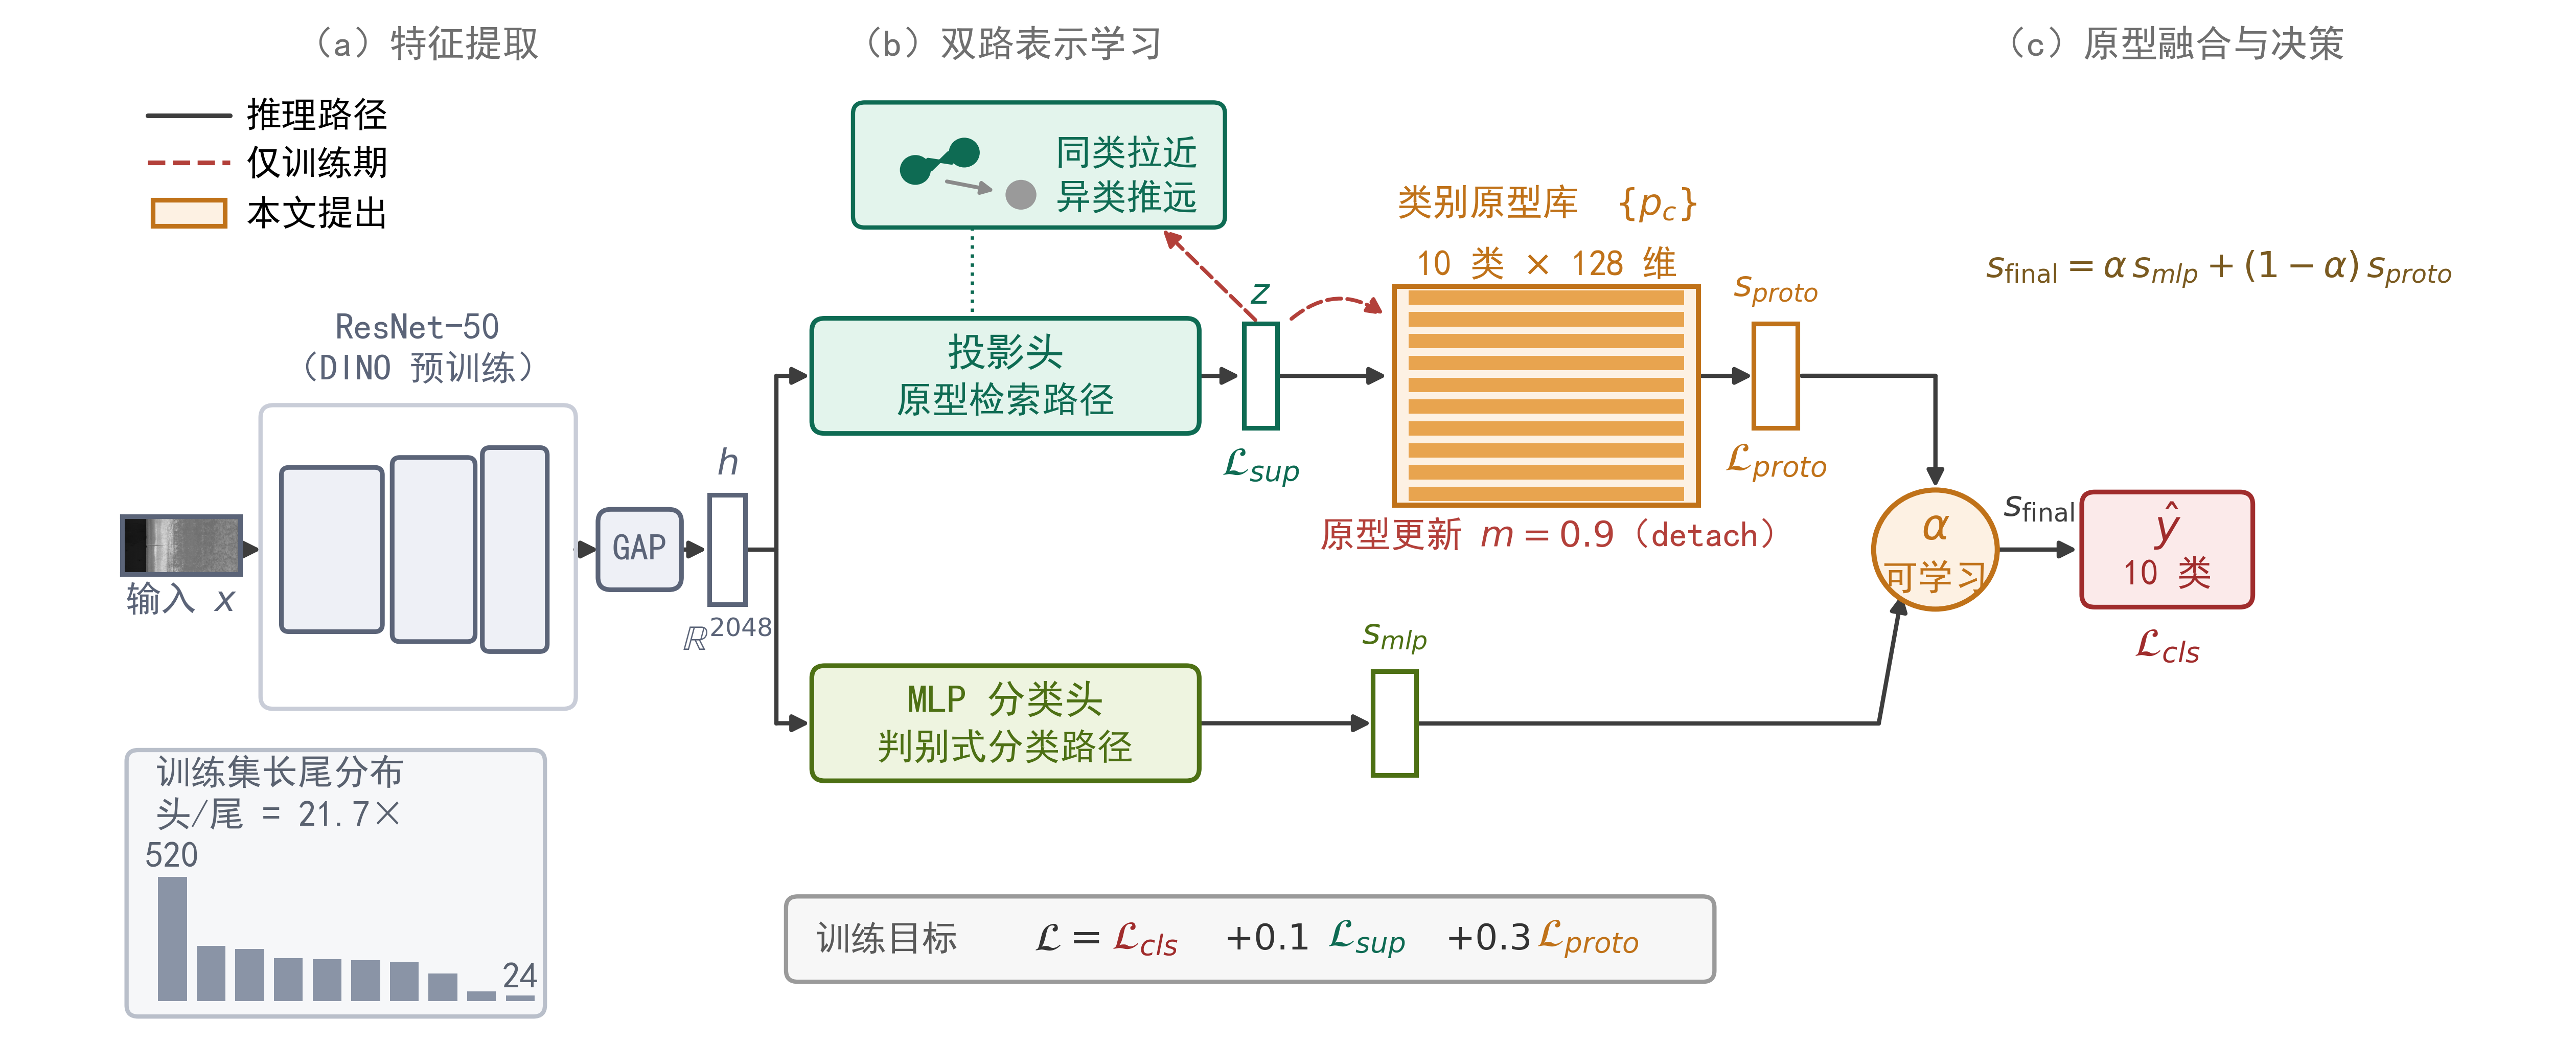 （a）特征提取
（b）双路表示学习
（c）原型融合与决策
推理路径
仅训练期
本文提出
同类拉近
异类推远
类别原型库 {p_c}
10 类 × 128 维
s_final = α s_mlp + (1 − α) s_proto
ResNet-50
（DINO 预训练）
z
s_proto
投影头
原型检索路径
h
ℒ_sup
ℒ_proto
GAP
输入 x
ℝ^2048
原型更新 m = 0.9（detach）
α
可学习
s_final
ŷ
10 类
ℒ_cls
s_mlp
MLP 分类头
判别式分类路径
训练集长尾分布
头/尾 = 21.7×
520
24
训练目标 ℒ = ℒ_cls +0.1 ℒ_sup +0.3 ℒ_proto